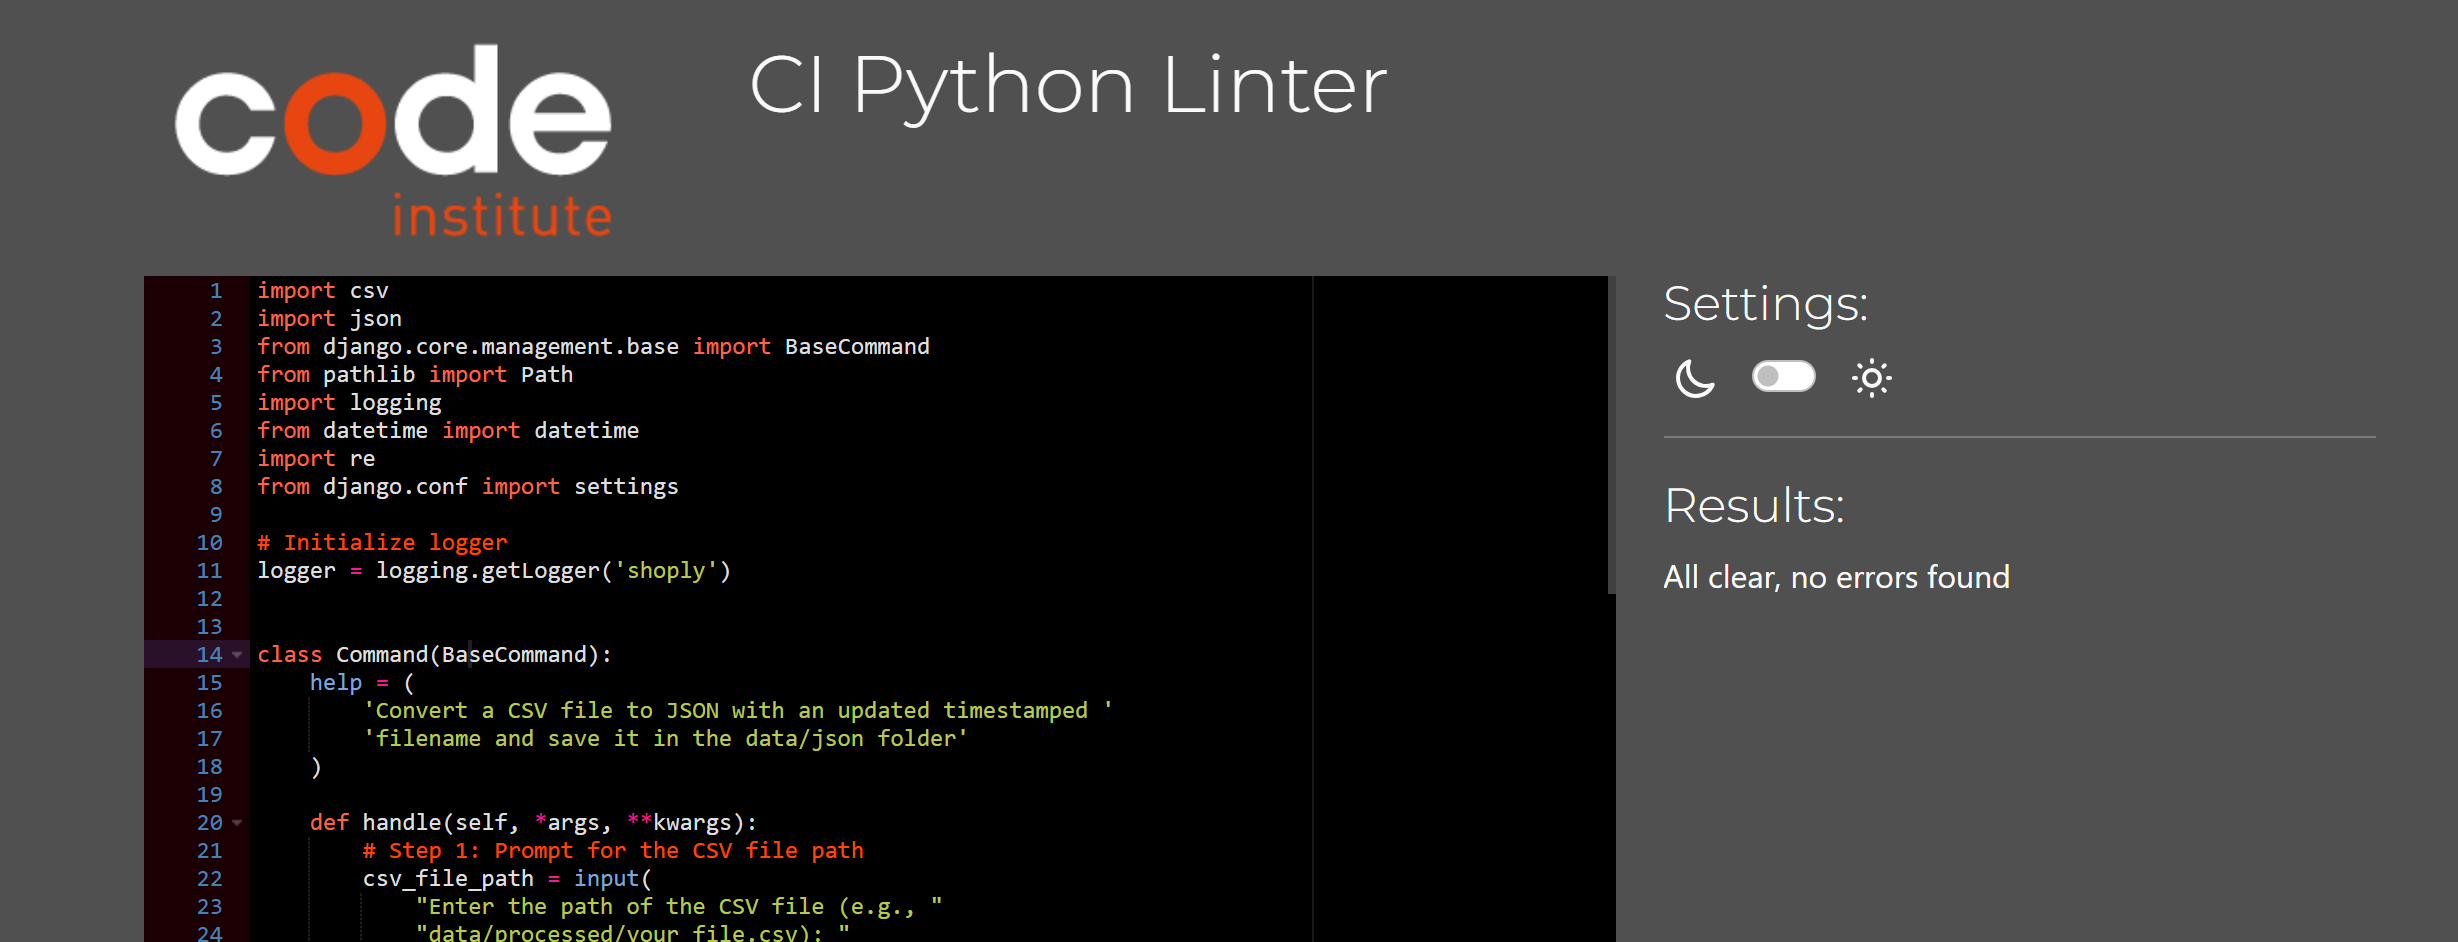 code
institute
CI Python Linter
1 import csv
2 import json
3 from django.core.management.base import BaseCommand
4 from pathlib import Path
5 import logging
6 from datetime import datetime
7 import re
8 from django.conf import settings
9
10 # Initialize logger
11 logger = logging.getLogger('shoply')
12
13
14 class Command(BaseCommand):
15     help = (
16         'Convert a CSV file to JSON with an updated timestamped '
17         'filename and save it in the data/json folder'
18     )
19
20     def handle(self, *args, **kwargs):
21         # Step 1: Prompt for the CSV file path
22         csv_file_path = input(
23             "Enter the path of the CSV file (e.g., "
24             "data/processed/your_file.csv): "
Settings:
Results:
All clear, no errors found